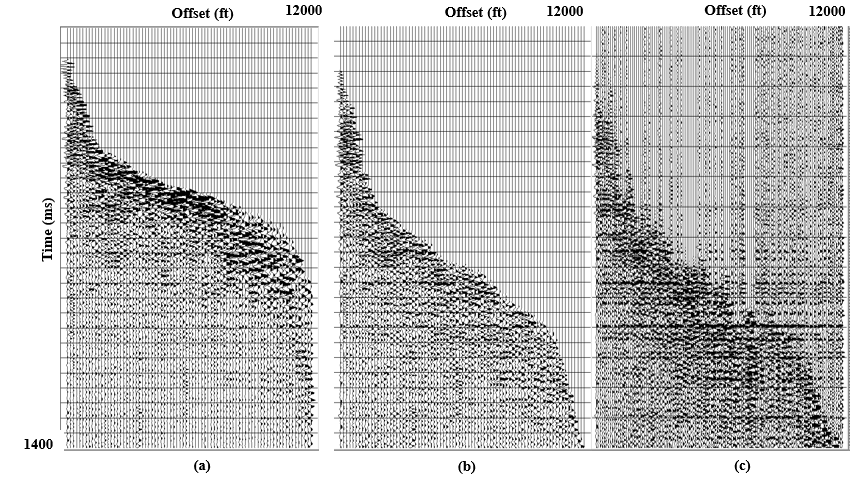 Offset (ft) 12000 Offset (ft) 12000 Offset (ft) 12000
Time (ms)
1400
(a) (b) (c)